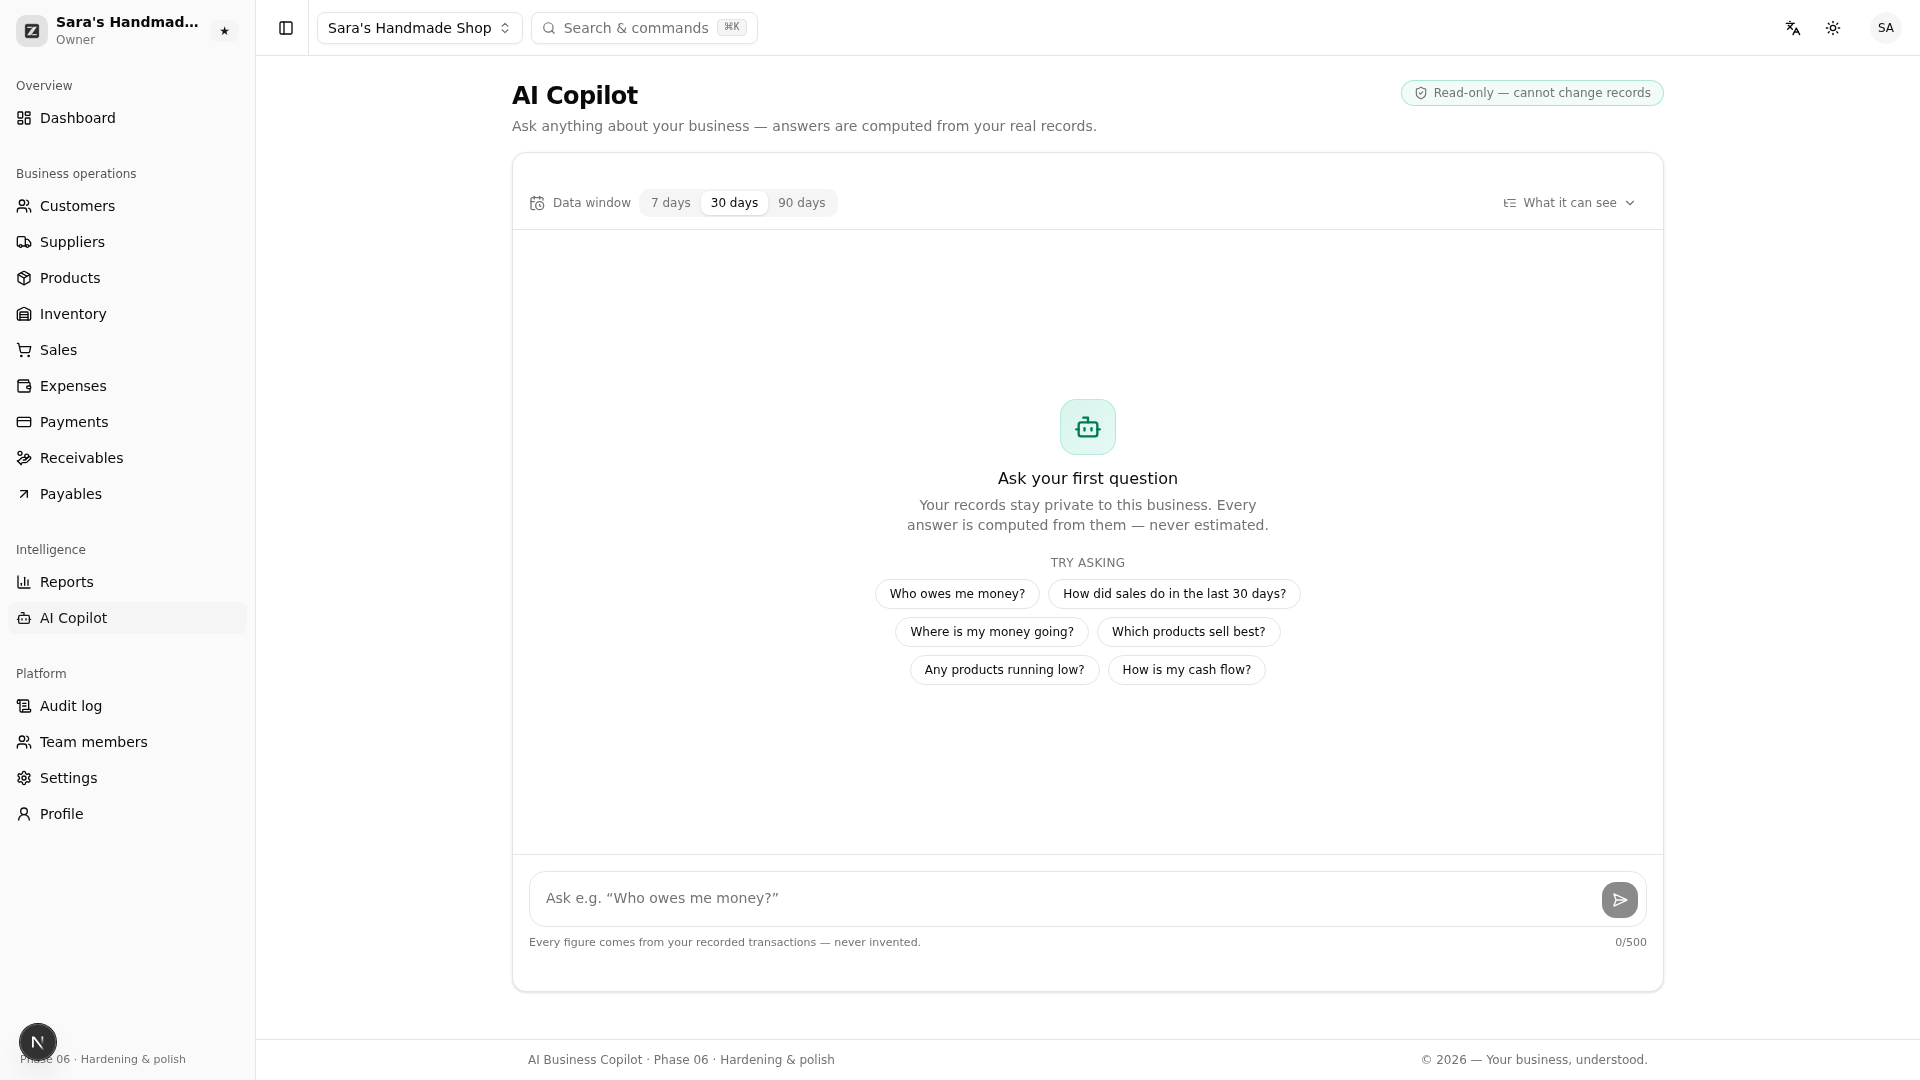 Sara's Handmad...
Owner
★
Overview
Dashboard
Business operations
Customers
Suppliers
Products
Inventory
Sales
Expenses
Payments
Receivables
Payables
Intelligence
Reports
AI Copilot
Platform
Audit log
Team members
Settings
Profile
N
Phase 06 · Hardening & polish
Sara's Handmade Shop
Search & commands ⌘K
SA
AI Copilot
Read-only — cannot change records
Ask anything about your business — answers are computed from your real records.
Data window 7 days 30 days 90 days
What it can see
Ask your first question
Your records stay private to this business. Every
answer is computed from them — never estimated.
TRY ASKING
Who owes me money? How did sales do in the last 30 days?
Where is my money going? Which products sell best?
Any products running low? How is my cash flow?
Ask e.g. “Who owes me money?”
Every figure comes from your recorded transactions — never invented.
0/500
AI Business Copilot · Phase 06 · Hardening & polish
© 2026 — Your business, understood.